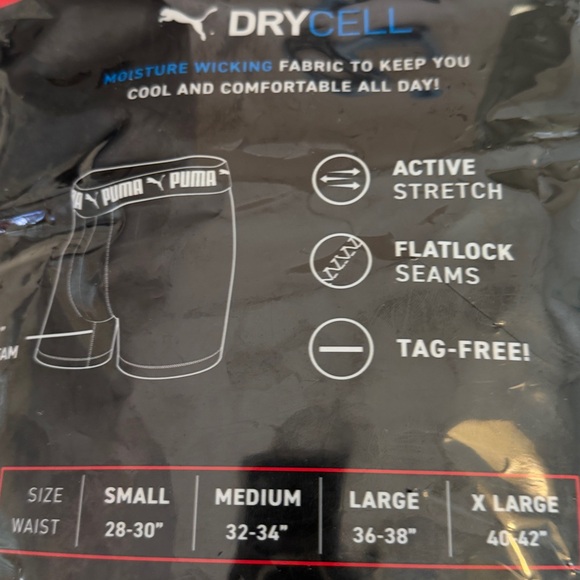 PUMA DRYCELL
MOISTURE WICKING FABRIC TO KEEP YOU
COOL AND COMFORTABLE ALL DAY!
PUMA PUMA
ACTIVE
STRETCH
FLATLOCK
SEAMS
TAG-FREE!
SIZE SMALL MEDIUM LARGE X LARGE
WAIST 28-30” 32-34” 36-38” 40-42”